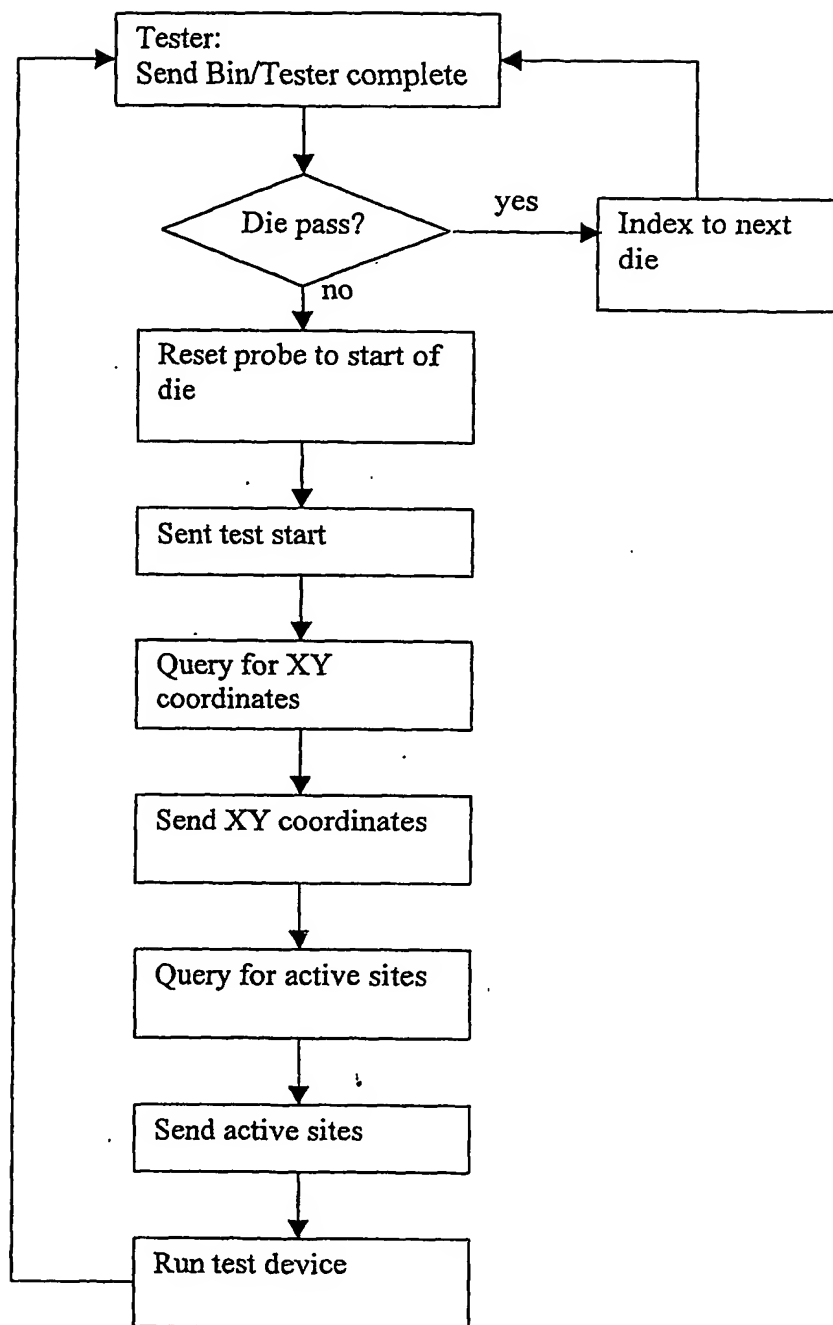 Tester:
Send Bin/Tester complete
Die pass?
yes
Index to next
die
no
Reset probe to start of
die
Sent test start
Query for XY
coordinates
Send XY coordinates
Query for active sites
Send active sites
Run test device